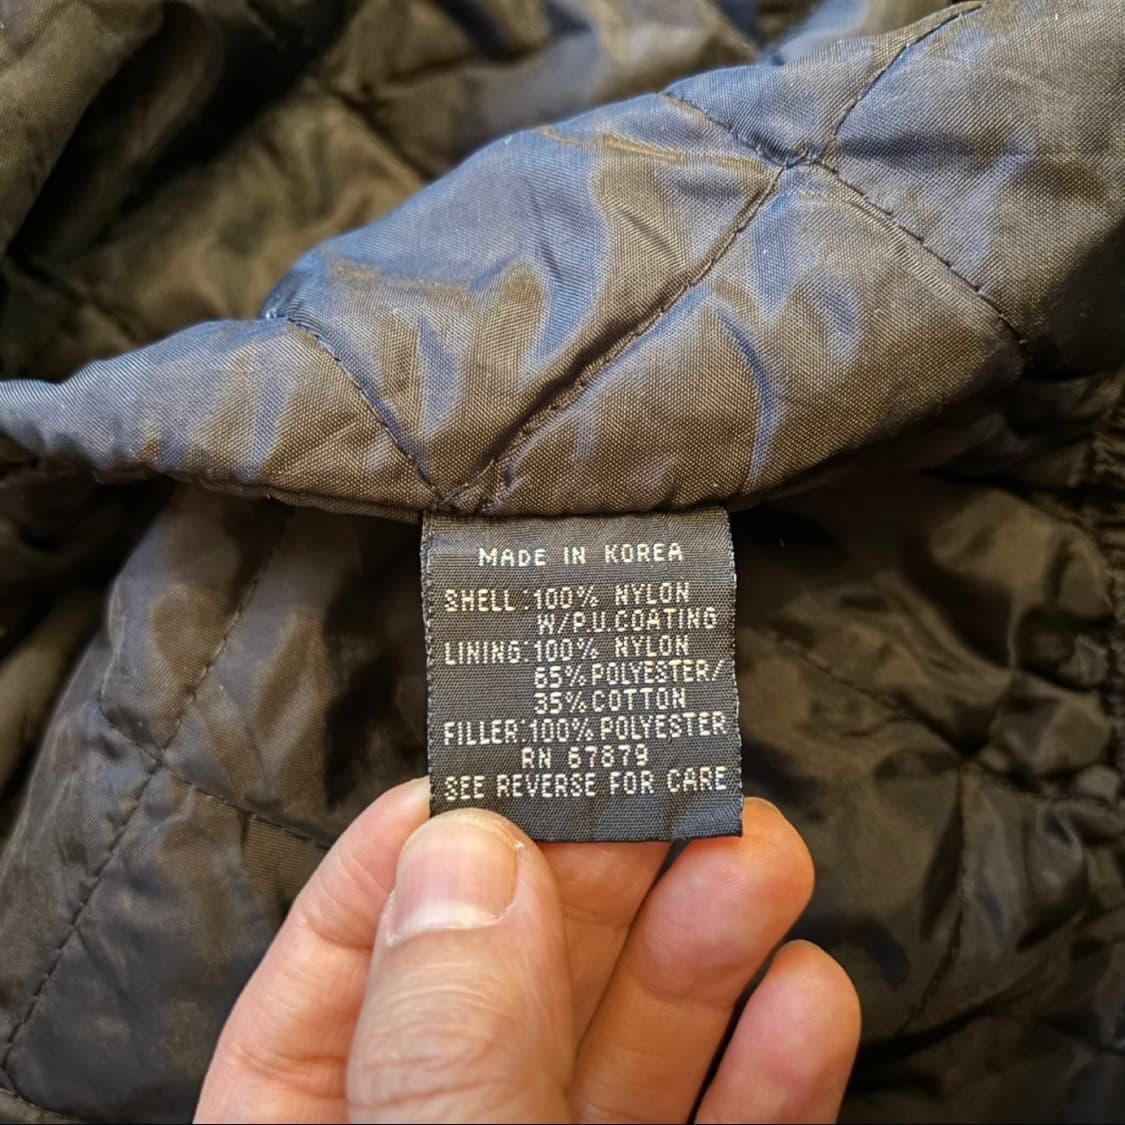 MADE IN KOREA
SHELL:100% NYLON
W/P.U.COATING
LINING:100% NYLON
65%POLYESTER/
35%COTTON
FILLER:100%POLYESTER
RN 67879
SEE REVERSE FOR CARE